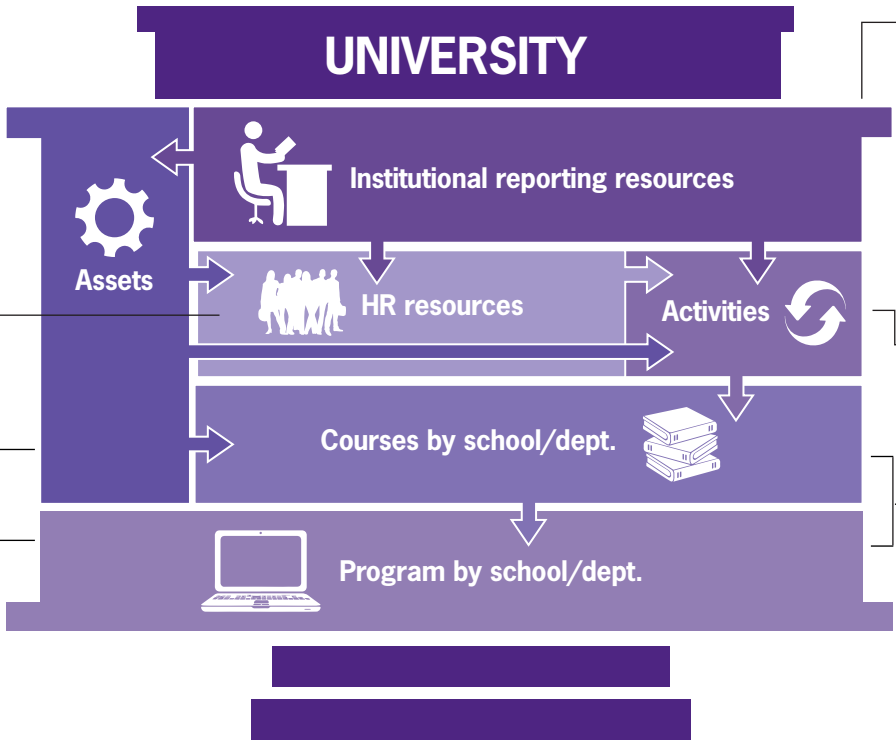 UNIVERSITY
Institutional reporting resources
Assets
HR resources
Activities
Courses by school/dept.
Program by school/dept.